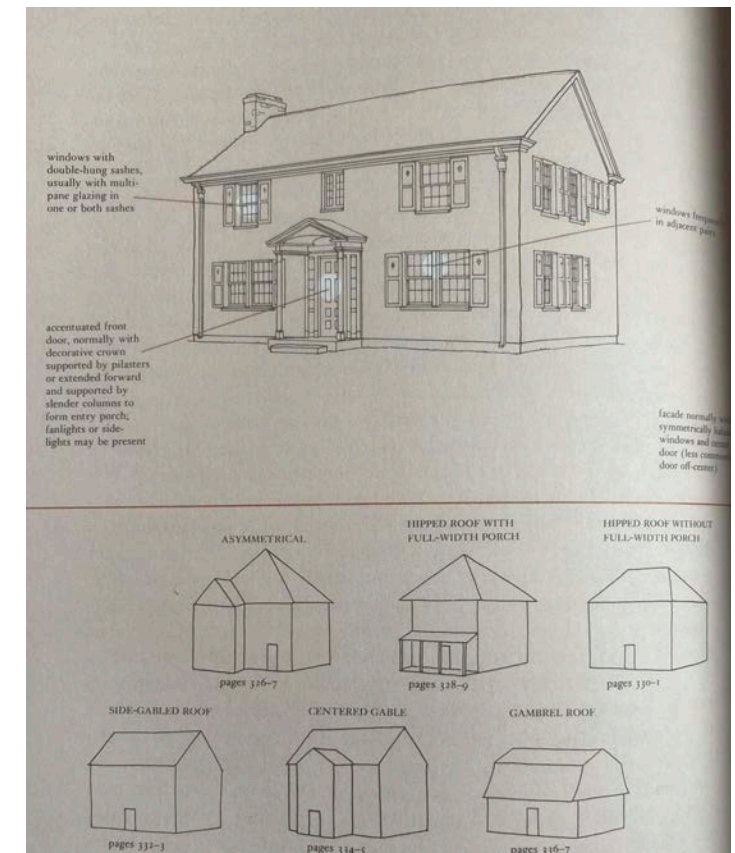 windows with
double-hung sashes,
usually with multi-
pane glazing in
one or both sashes
windows
in adjacent pairs
accentuated front
door, normally with
decorative crown
supported by pilasters
or extended forward
and supported by
slender columns to
form entry porch;
fanlights or side-
lights may be present
facade normally
symmetrically
windows and
door (less
door off-center)
ASYMMETRICAL
pages 326–7
HIPPED ROOF WITH
FULL-WIDTH PORCH
pages 328–9
HIPPED ROOF WITHOUT
FULL-WIDTH PORCH
pages 330–1
SIDE-GABLED ROOF
pages 332–3
CENTERED GABLE
pages 334–5
GAMBREL ROOF
pages 336–7